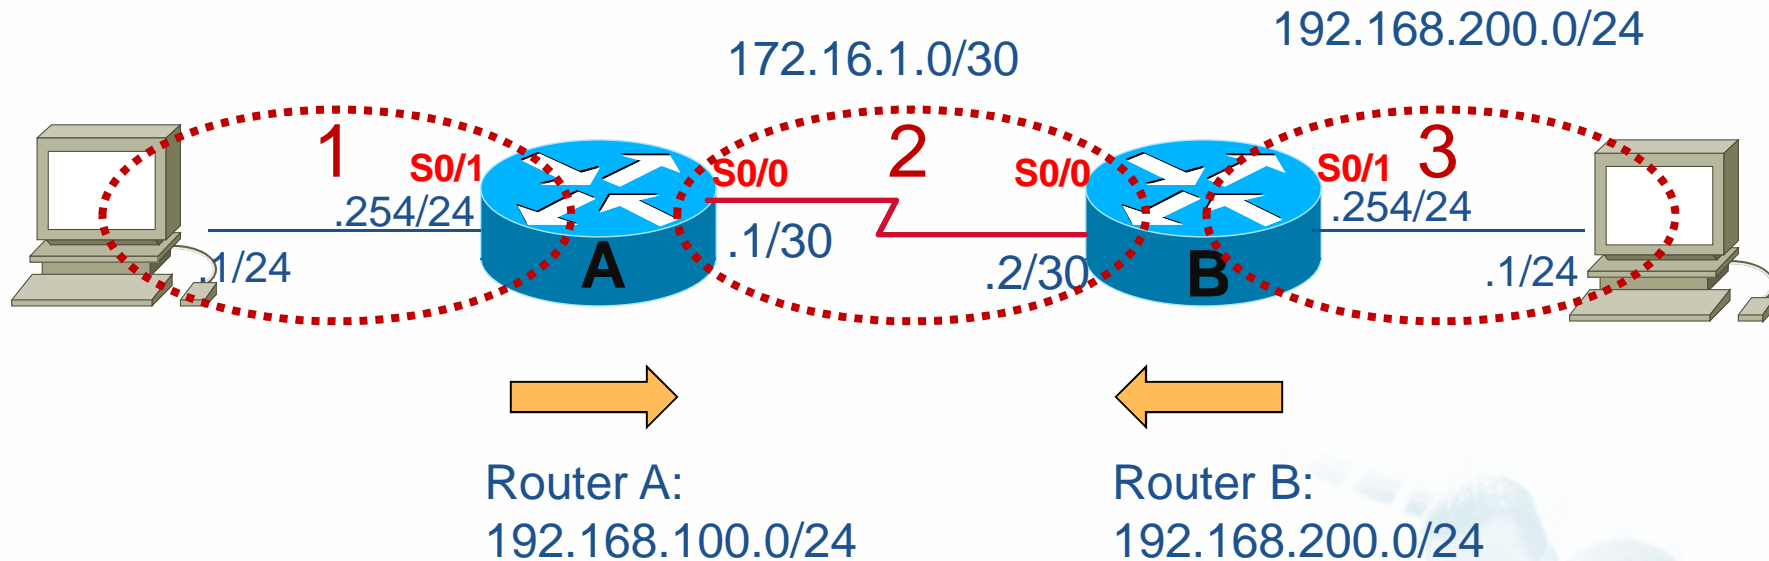 192.168.200.0/24
172.16.1.0/30
1
2
3
S0/1
S0/0
S0/0
S0/1
.254/24
.254/24
.1/24
.1/30
.2/30
.1/24
A
B
Router A:
192.168.100.0/24
Router B:
192.168.200.0/24